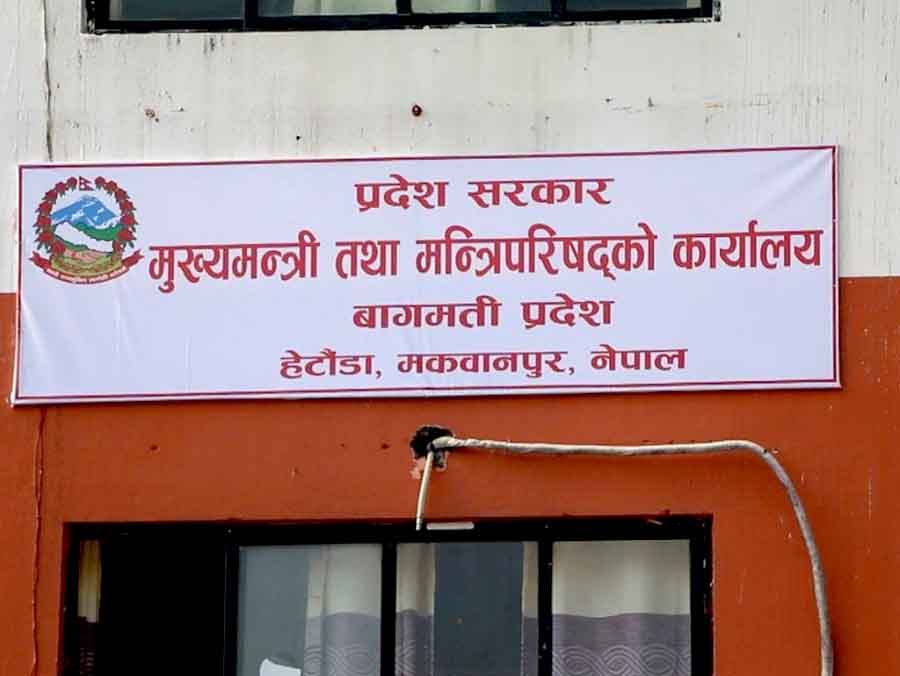 प्रदेश सरकार
मुख्यमन्त्री तथा मन्त्रिपरिषद्को कार्यालय
बागमती प्रदेश
हेटौंडा, मकवानपुर, नेपाल